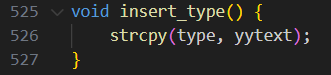 525 void insert_type() {
526 strcpy(type, yytext);
527 }